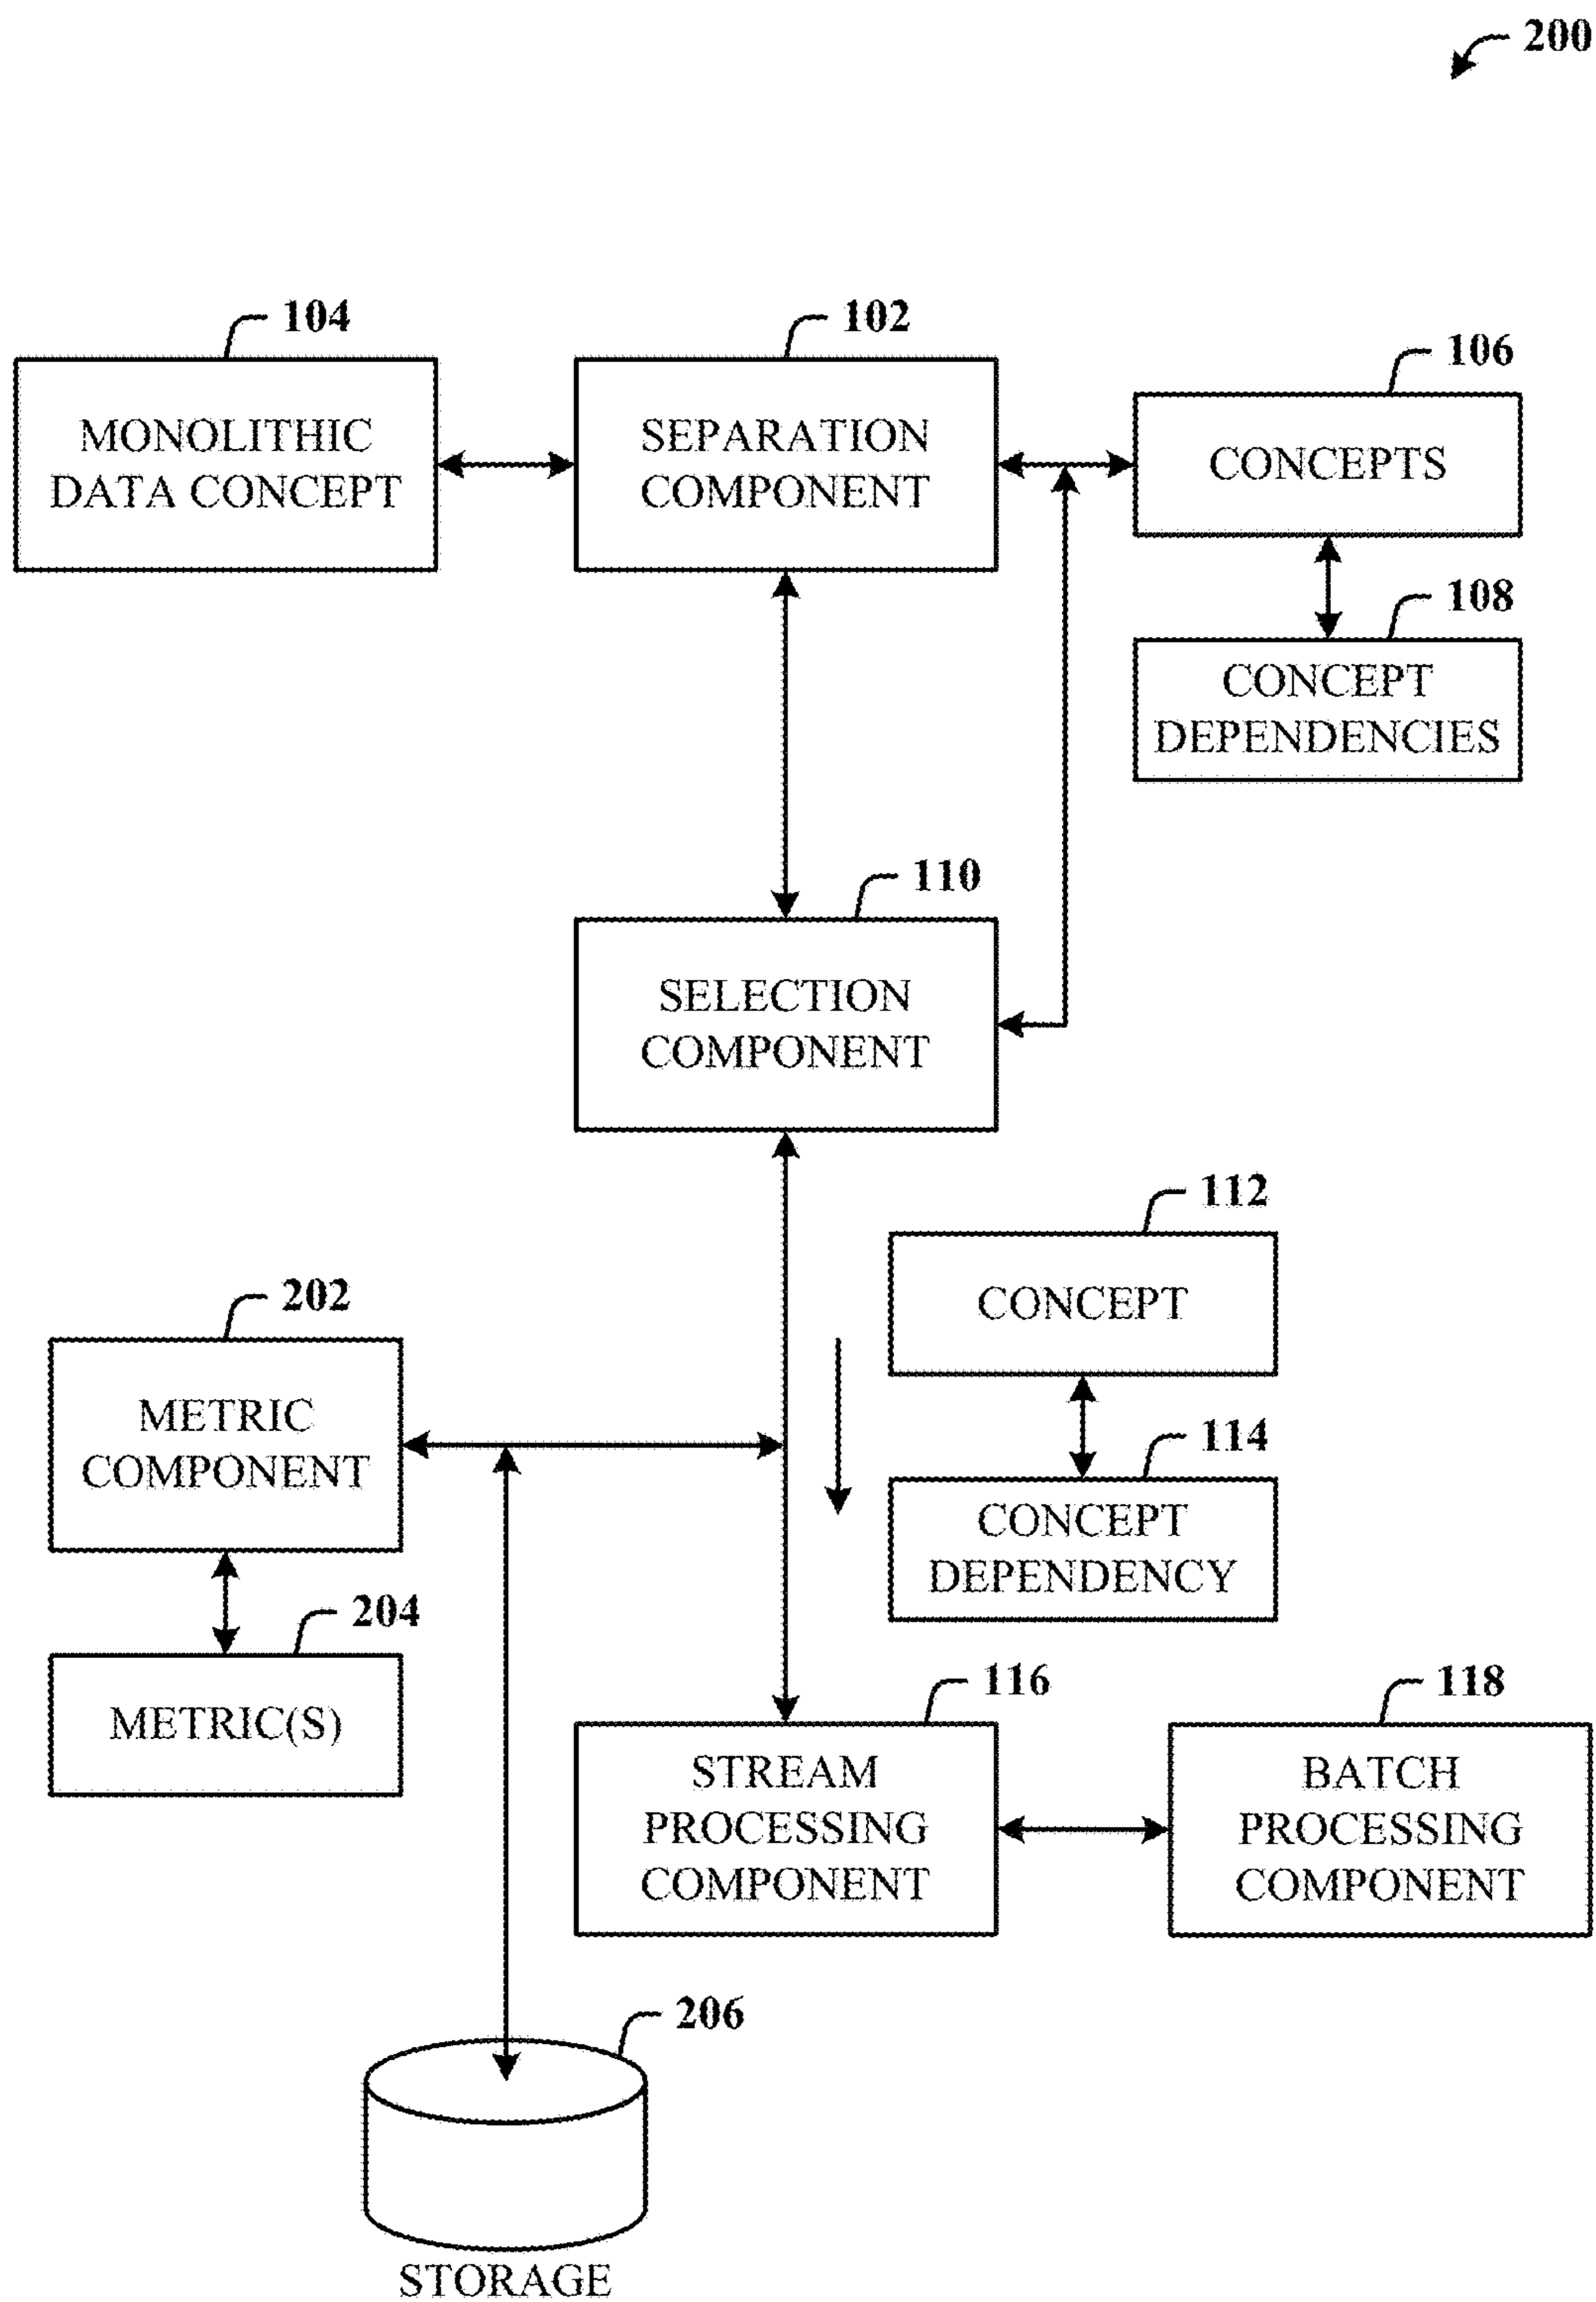 200
104
MONOLITHIC
DATA CONCEPT
102
SEPARATION
COMPONENT
106
CONCEPTS
108
CONCEPT
DEPENDENCIES
110
SELECTION
COMPONENT
112
CONCEPT
202
METRIC
COMPONENT
114
CONCEPT
DEPENDENCY
204
METRIC(S)
116
STREAM
PROCESSING
COMPONENT
118
BATCH
PROCESSING
COMPONENT
206
STORAGE